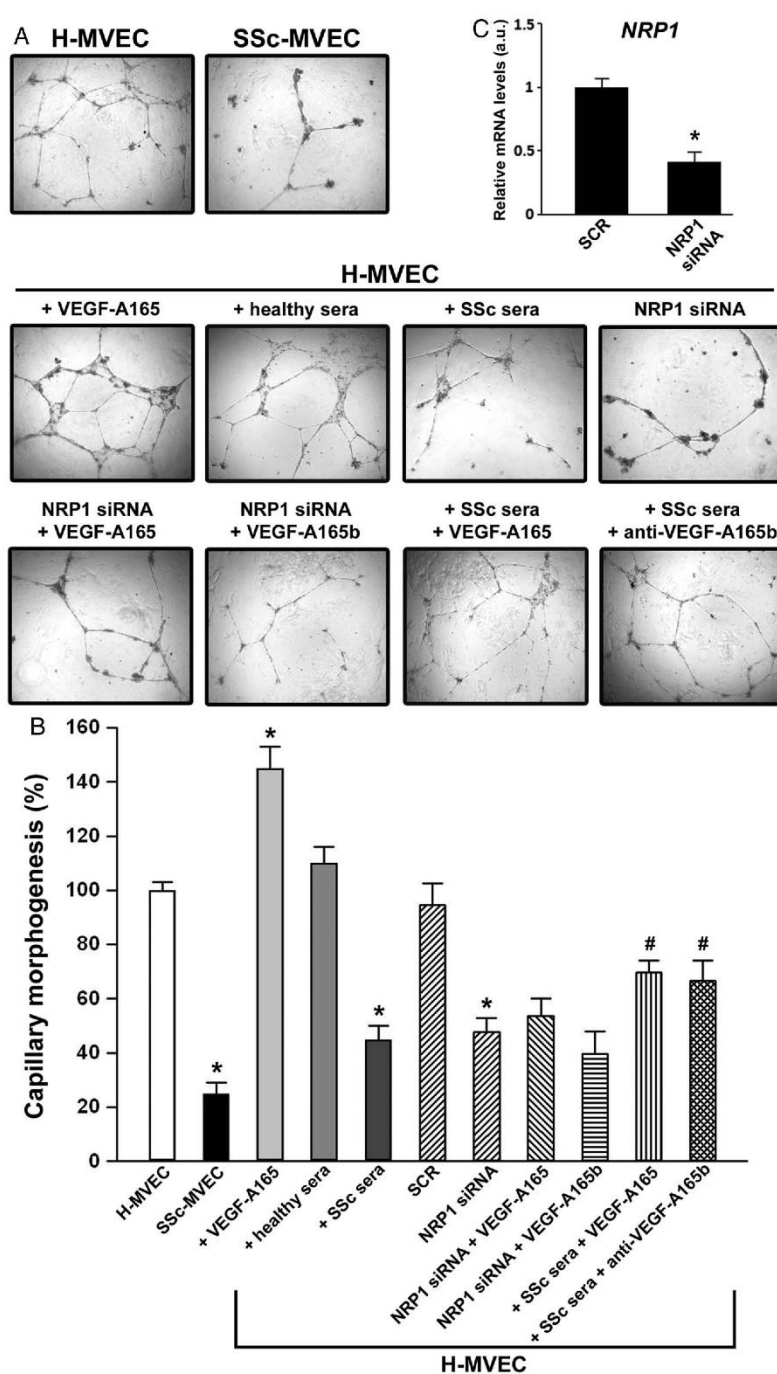 A
H-MVEC
SSc-MVEC
C
NRP1
Relative mRNA levels (a.u.)
1.5
1
0.5
0
*
SCR
NRP1
siRNA
H-MVEC
+ VEGF-A165
+ healthy sera
+ SSc sera
NRP1 siRNA
NRP1 siRNA
+ VEGF-A165
NRP1 siRNA
+ VEGF-A165b
+ SSc sera
+ VEGF-A165
+ SSc sera
+ anti-VEGF-A165b
B
Capillary morphogenesis (%)
160
140
120
100
80
60
40
20
0
*
*
*
*
#
#
H-MVEC
SSc-MVEC
+ VEGF-A165
+ healthy sera
+ SSc sera
SCR
NRP1 siRNA
NRP1 siRNA + VEGF-A165
NRP1 siRNA + VEGF-A165b
+ SSc sera + VEGF-A165
+ SSc sera + anti-VEGF-A165b
H-MVEC